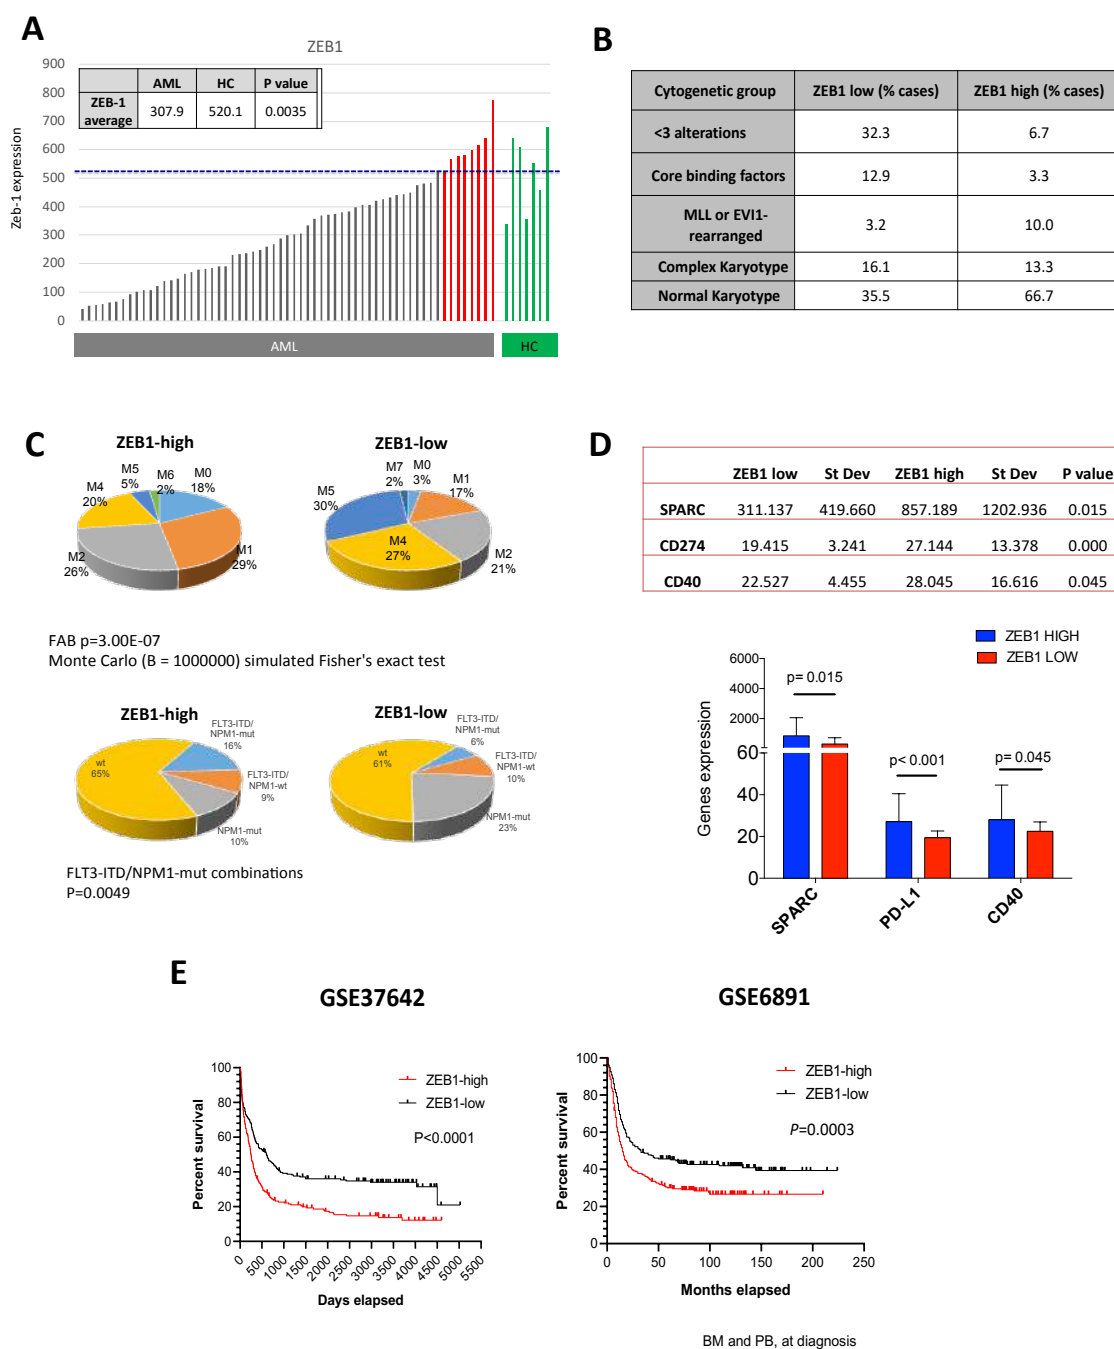 A
ZEB1
Zeb-1 expression
900
800
700
600
500
400
300
200
100
0
AML HC P value
ZEB-1 average 307.9 520.1 0.0035
AML
HC
B
Cytogenetic group ZEB1 low (% cases) ZEB1 high (% cases)
<3 alterations 32.3 6.7
Core binding factors 12.9 3.3
MLL or EVI1-
rearranged 3.2 10.0
Complex Karyotype 16.1 13.3
Normal Karyotype 35.5 66.7
C
ZEB1-high
M5
5%
M6
2%
M0
18%
M4
20%
M2
26%
M1
29%
ZEB1-low
M7
2%
M0
3%
M1
17%
M5
30%
M4
27%
M2
21%
FAB p=3.00E-07
Monte Carlo (B = 1000000) simulated Fisher's exact test
ZEB1-high
FLT3-ITD/
NPM1-mut
16%
wt
65%
FLT3-ITD/
NPM1-wt
9%
NPM1-mut
10%
ZEB1-low
FLT3-ITD/
NPM1-mut
6%
wt
61%
FLT3-ITD/
NPM1-wt
10%
NPM1-mut
23%
FLT3-ITD/NPM1-mut combinations
P=0.0049
D
ZEB1 low St Dev ZEB1 high St Dev P value
SPARC 311.137 419.660 857.189 1202.936 0.015
CD274 19.415 3.241 27.144 13.378 0.000
CD40 22.527 4.455 28.045 16.616 0.045
ZEB1 HIGH
ZEB1 LOW
Genes expression
6000
4000
2000
60
40
20
0
p= 0.015
p< 0.001
p= 0.045
SPARC
PD-L1
CD40
E
GSE37642
Percent survival
100
80
60
40
20
0
ZEB1-high
ZEB1-low
P<0.0001
0 500 1000 1500 2000 2500 3000 3500 4000 4500 5000 5500
Days elapsed
GSE6891
Percent survival
100
80
60
40
20
0
ZEB1-high
ZEB1-low
P=0.0003
0 50 100 150 200 250
Months elapsed
BM and PB, at diagnosis